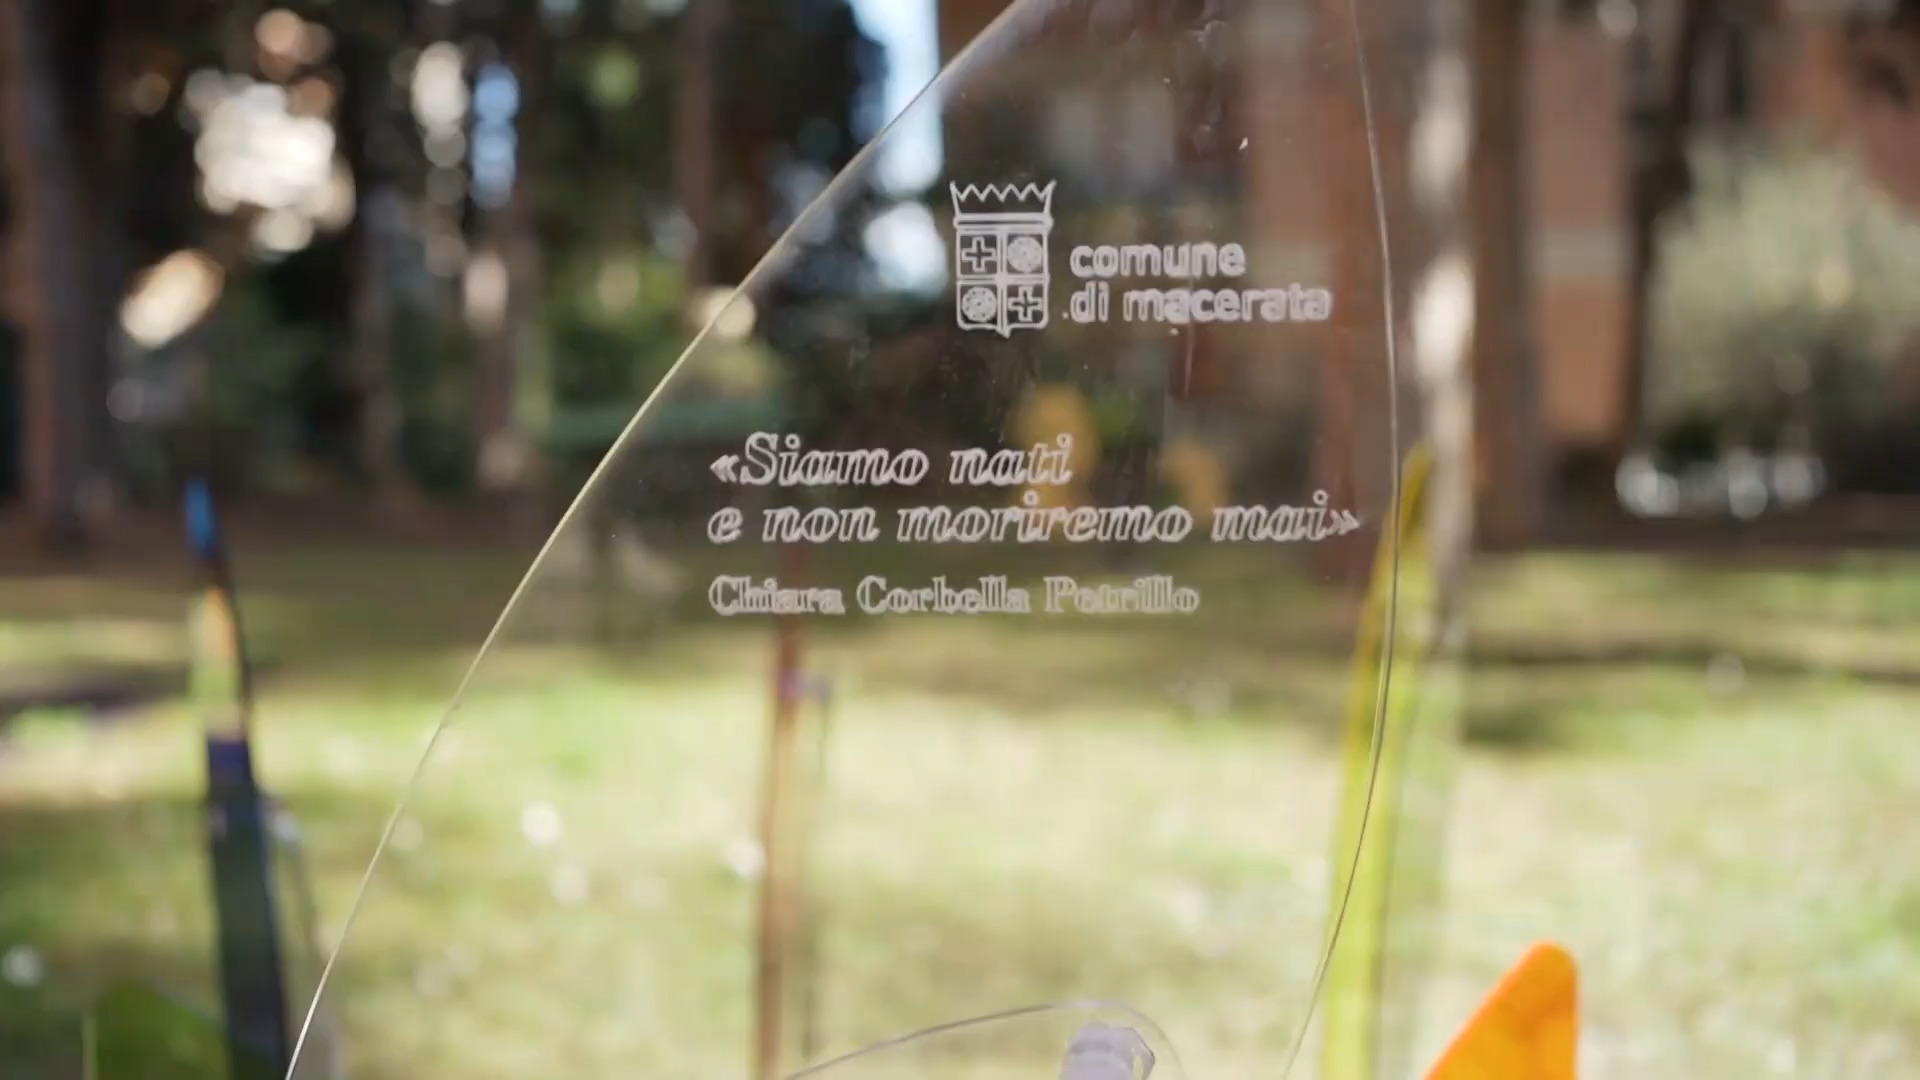 comune
di macerata
«Siamo nati
e non moriremo mai»
Chiara Corbella Petrillo